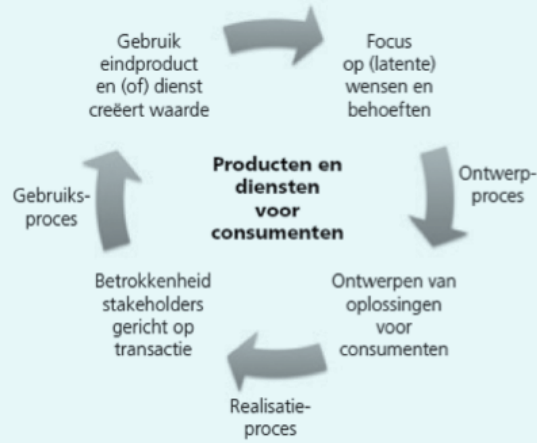 Gebruik
eindproduct
en (of) dienst
creëert waarde
Focus
op (latente)
wensen en
behoeften
Producten en
diensten
voor
consumenten
Ontwerp-
proces
Gebruiks-
proces
Betrokkenheid
stakeholders
gericht op
transactie
Ontwerpen van
oplossingen
voor
consumenten
Realisatie-
proces